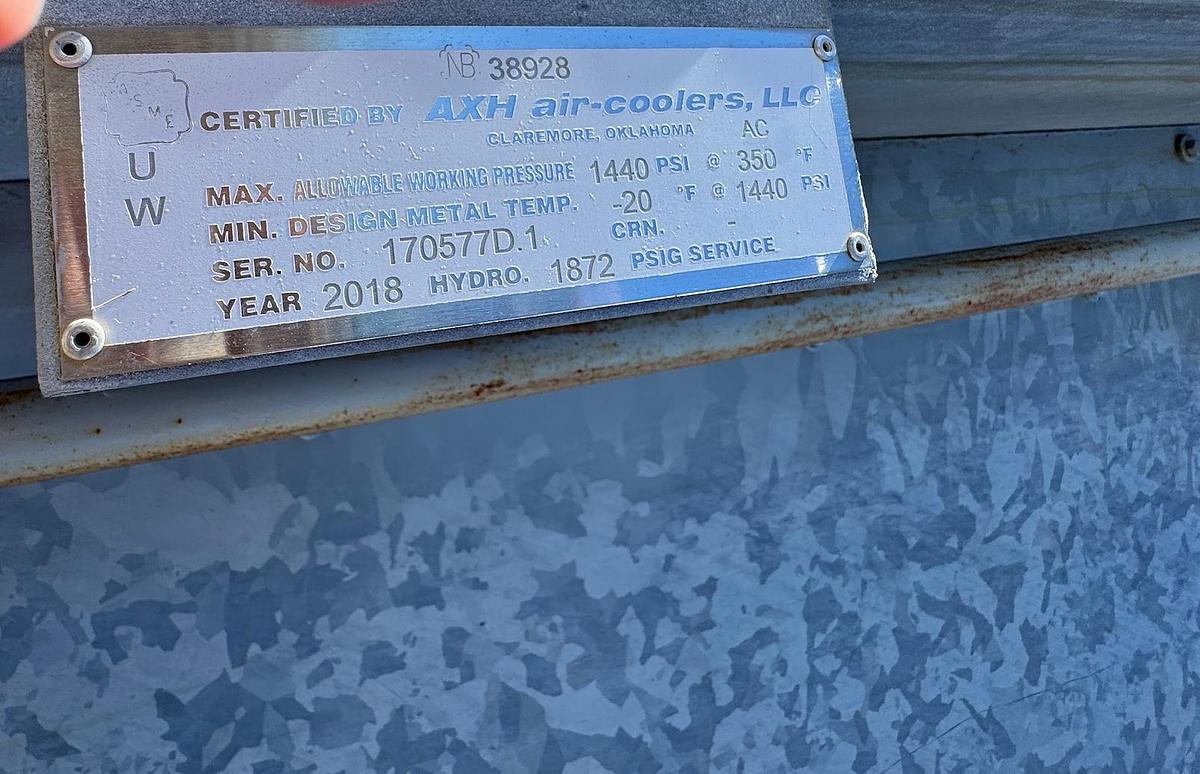 NB 38928
ASME
CERTIFIED BY AXH air-coolers, LLC
CLAREMORE, OKLAHOMA AC
U
W
MAX. ALLOWABLE WORKING PRESSURE 1440 PSI @ 350 °F
MIN. DESIGN METAL TEMP. -20 °F @ 1440 PSI
SER. NO. 170577D.1 CRN. -
YEAR 2018 HYDRO. 1872 PSIG SERVICE